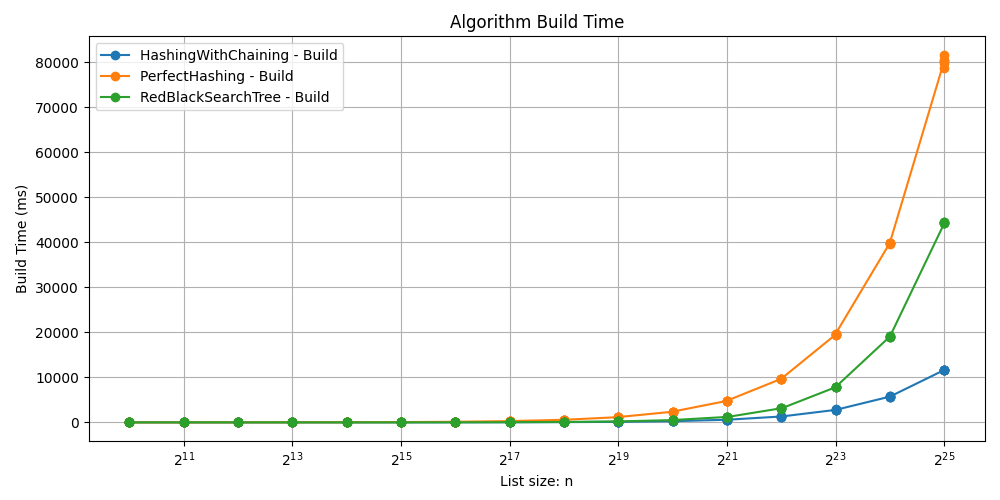 Algorithm Build Time
HashingWithChaining - Build
PerfectHashing - Build
RedBlackSearchTree - Build
Build Time (ms)
80000
70000
60000
50000
40000
30000
20000
10000
0
2^11 2^13 2^15 2^17 2^19 2^21 2^23 2^25
List size: n